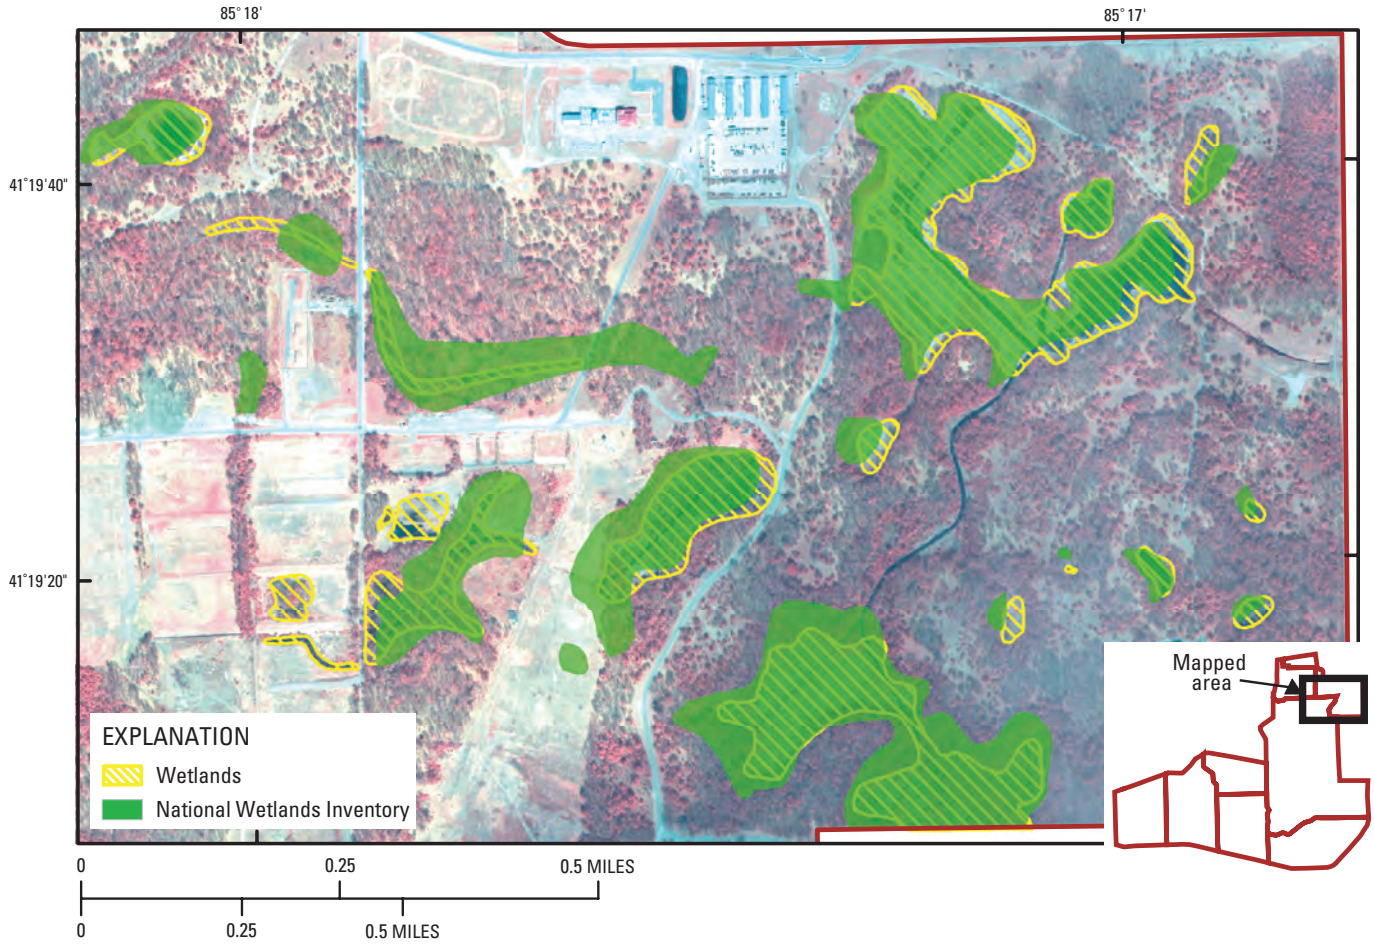 85° 18'
85° 17'
41°19'40"
41°19'20"
EXPLANATION
Wetlands
National Wetlands Inventory
Mapped
area
0
0.25
0.5 MILES
0
0.25
0.5 MILES